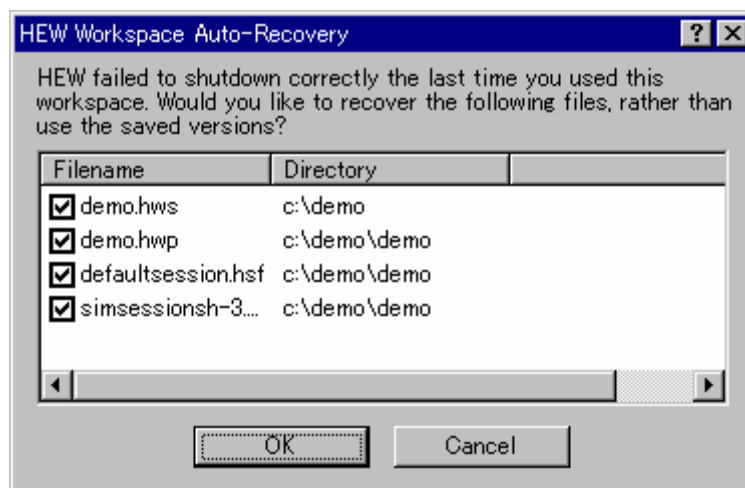 HEW Workspace Auto-Recovery
HEW failed to shutdown correctly the last time you used this
workspace. Would you like to recover the following files, rather than
use the saved versions?
Filename Directory
demo.hws c:\demo
demo.hwp c:\demo\demo
defaultsession.hsf c:\demo\demo
simsessionsh-3.... c:\demo\demo
OK Cancel